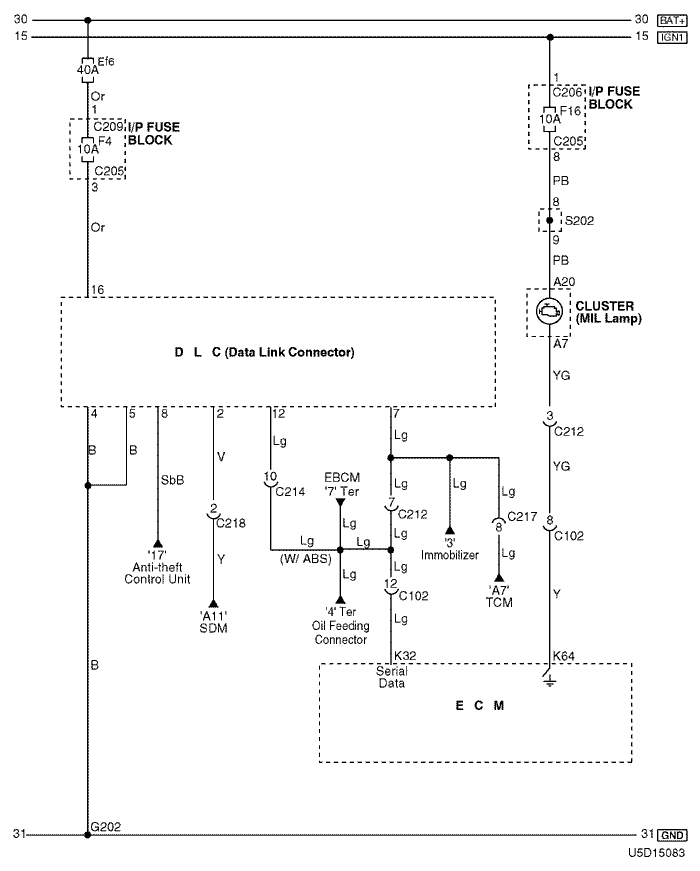 30
30 BAT+
15
15 IGN1
Ef6
40A
Or
1
C209
I/P FUSE
BLOCK
F4
10A
C205
3
Or
16
1
C206
I/P FUSE
BLOCK
F16
10A
C205
8
PB
8
S202
9
PB
A20
CLUSTER
(MIL Lamp)
A7
YG
3
C212
YG
8
C102
Y
K64
D L C (Data Link Connector)
4
5
8
2
12
7
B
B
SbB
V
Lg
Lg
'17'
Anti-theft
Control Unit
2
C218
Y
'A11'
SDM
10
C214
Lg
(W/ ABS)
EBCM
'7' Ter
Lg
Lg
Lg
'4' Ter
Oil Feeding
Connector
Lg
7
C212
Lg
Lg
12
C102
Lg
K32
Serial
Data
Lg
'3'
Immobilizer
Lg
C217
8
Lg
'A7'
TCM
E C M
B
G202
31
31 GND
U5D15083